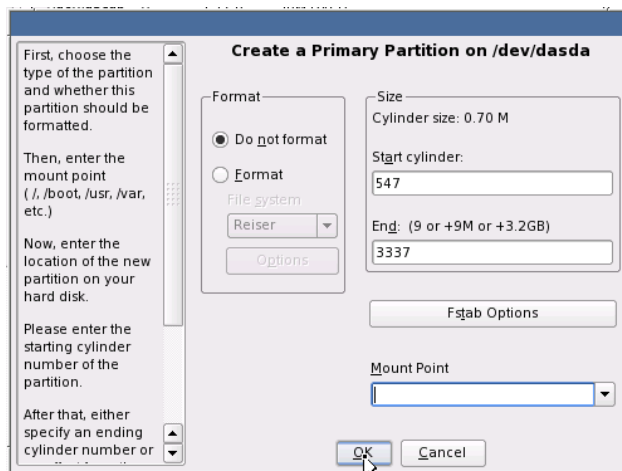 First, choose the
type of the partition
and whether this
partition should be
formatted.
Then, enter the
mount point
( /, /boot, /usr, /var,
etc.)
Now, enter the
location of the new
partition on your
hard disk.
Please enter the
starting cylinder
number of the
partition.
After that, either
specify an ending
cylinder number or
Create a Primary Partition on /dev/dasda
Format
Do not format
Format
File system
Reiser
Options
Size
Cylinder size: 0.70 M
Start cylinder:
547
End: (9 or +9M or +3.2GB)
3337
Fstab Options
Mount Point
OK
Cancel